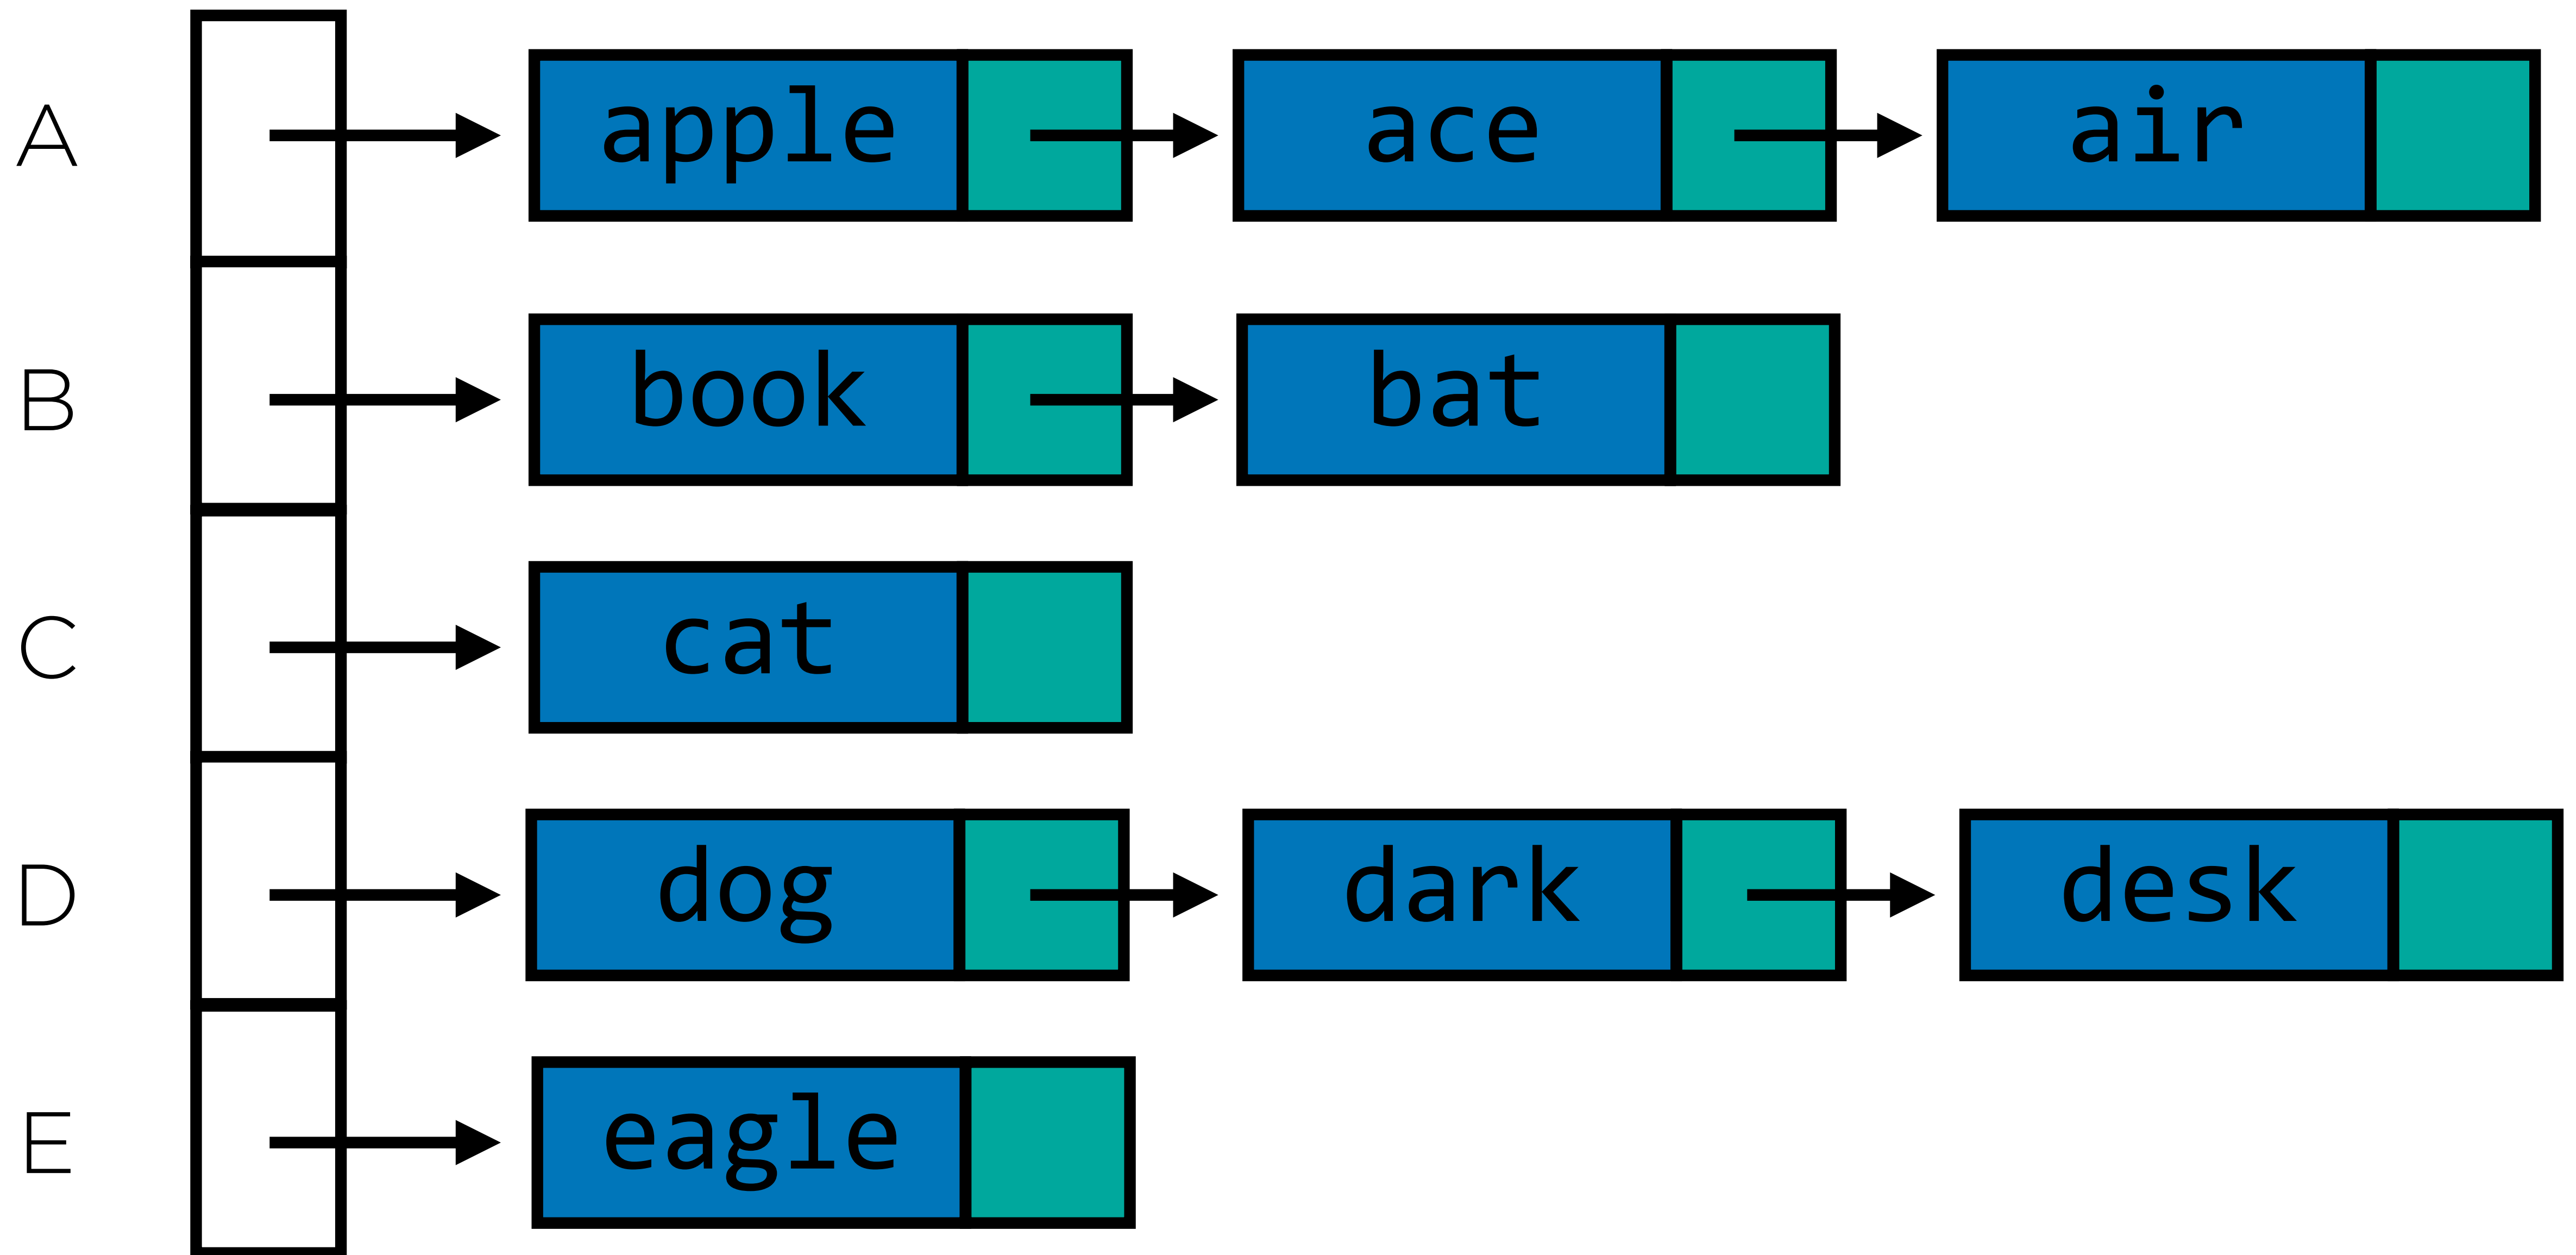 A apple ace air
B book bat
C cat
D dog dark desk
E eagle